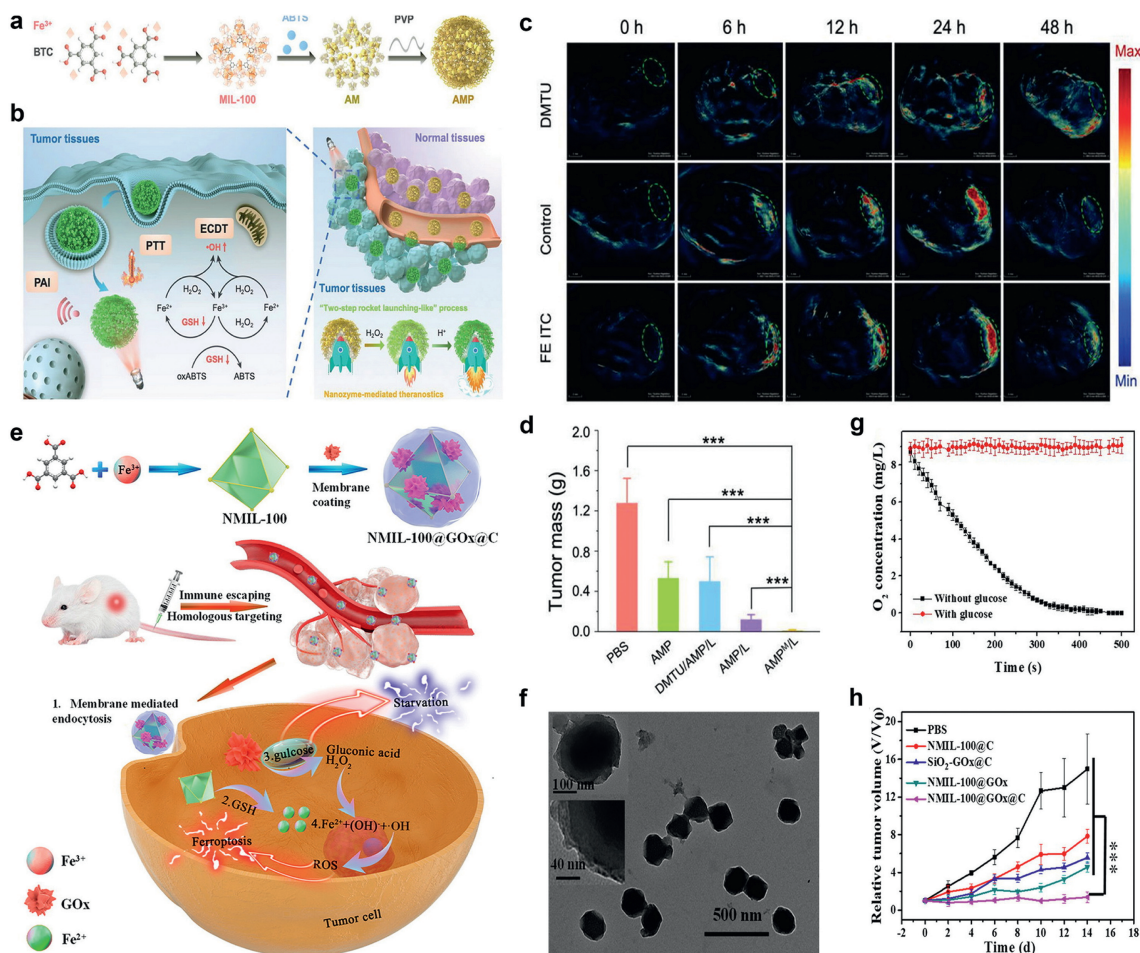 a
Fe³⁺
BTC
ABTS
PVP
MIL-100
AM
AMP
b
Tumor tissues
Normal tissues
PTT
ECDT
•OH↑
PAI
H₂O₂
H₂O₂
Fe²⁺
Fe³⁺
Fe²⁺
GSH↓
H₂O₂
GSH↓
oxABTS
ABTS
Tumor tissues
"Two-step rocket launching-like" process
H₂O₂
H⁺
Nanozyme-mediated theranostics
c
0 h
6 h
12 h
24 h
48 h
DMTU
Control
FE ITC
Max
Min
d
Tumor mass (g)
2.0
1.6
1.2
0.8
0.4
0.0
***
***
***
***
PBS
AMP
DMTU/AMP/L
AMP/L
AMPᴹ/L
e
Fe³⁺
NMIL-100
Membrane
coating
NMIL-100@GOx@C
Immune escaping
Homologous targeting
1. Membrane mediated
endocytosis
Starvation
3.gulcose
Gluconic acid
H₂O₂
2.GSH
4.Fe²⁺+(OH)⁻+·OH
Ferroptosis
ROS
Tumor cell
Fe³⁺
GOx
Fe²⁺
f
100 nm
40 nm
500 nm
g
O₂ concentration (mg/L)
10
8
6
4
2
0
Without glucose
With glucose
0
100
200
300
400
500
Time (s)
h
Relative tumor volume (V/V₀)
20
16
12
8
4
0
PBS
NMIL-100@C
SiO₂-GOx@C
NMIL-100@GOx
NMIL-100@GOx@C
***
-2
0
2
4
6
8
10
12
14
16
18
Time (d)